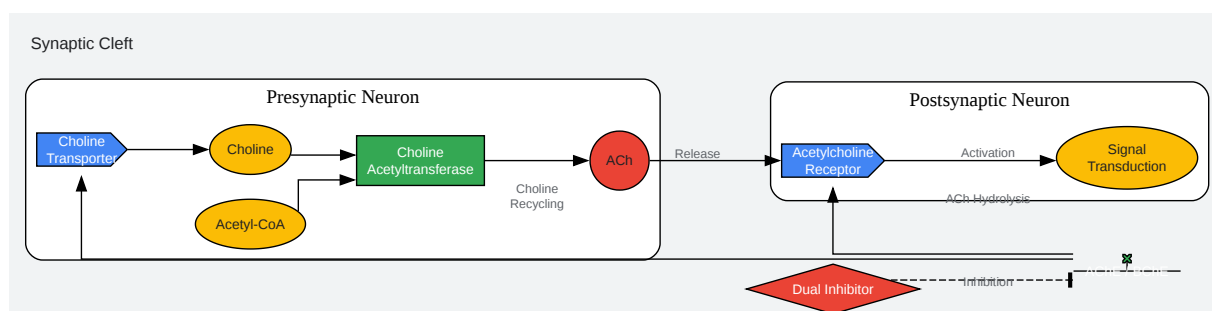 Synaptic Cleft
Presynaptic Neuron
Choline
Transporter
Choline
Acetyl-CoA
Choline
Acetyltransferase
Choline
Recycling
ACh
Release
Postsynaptic Neuron
Acetylcholine
Receptor
Activation
Signal
Transduction
ACh Hydrolysis
Dual Inhibitor
Inhibition